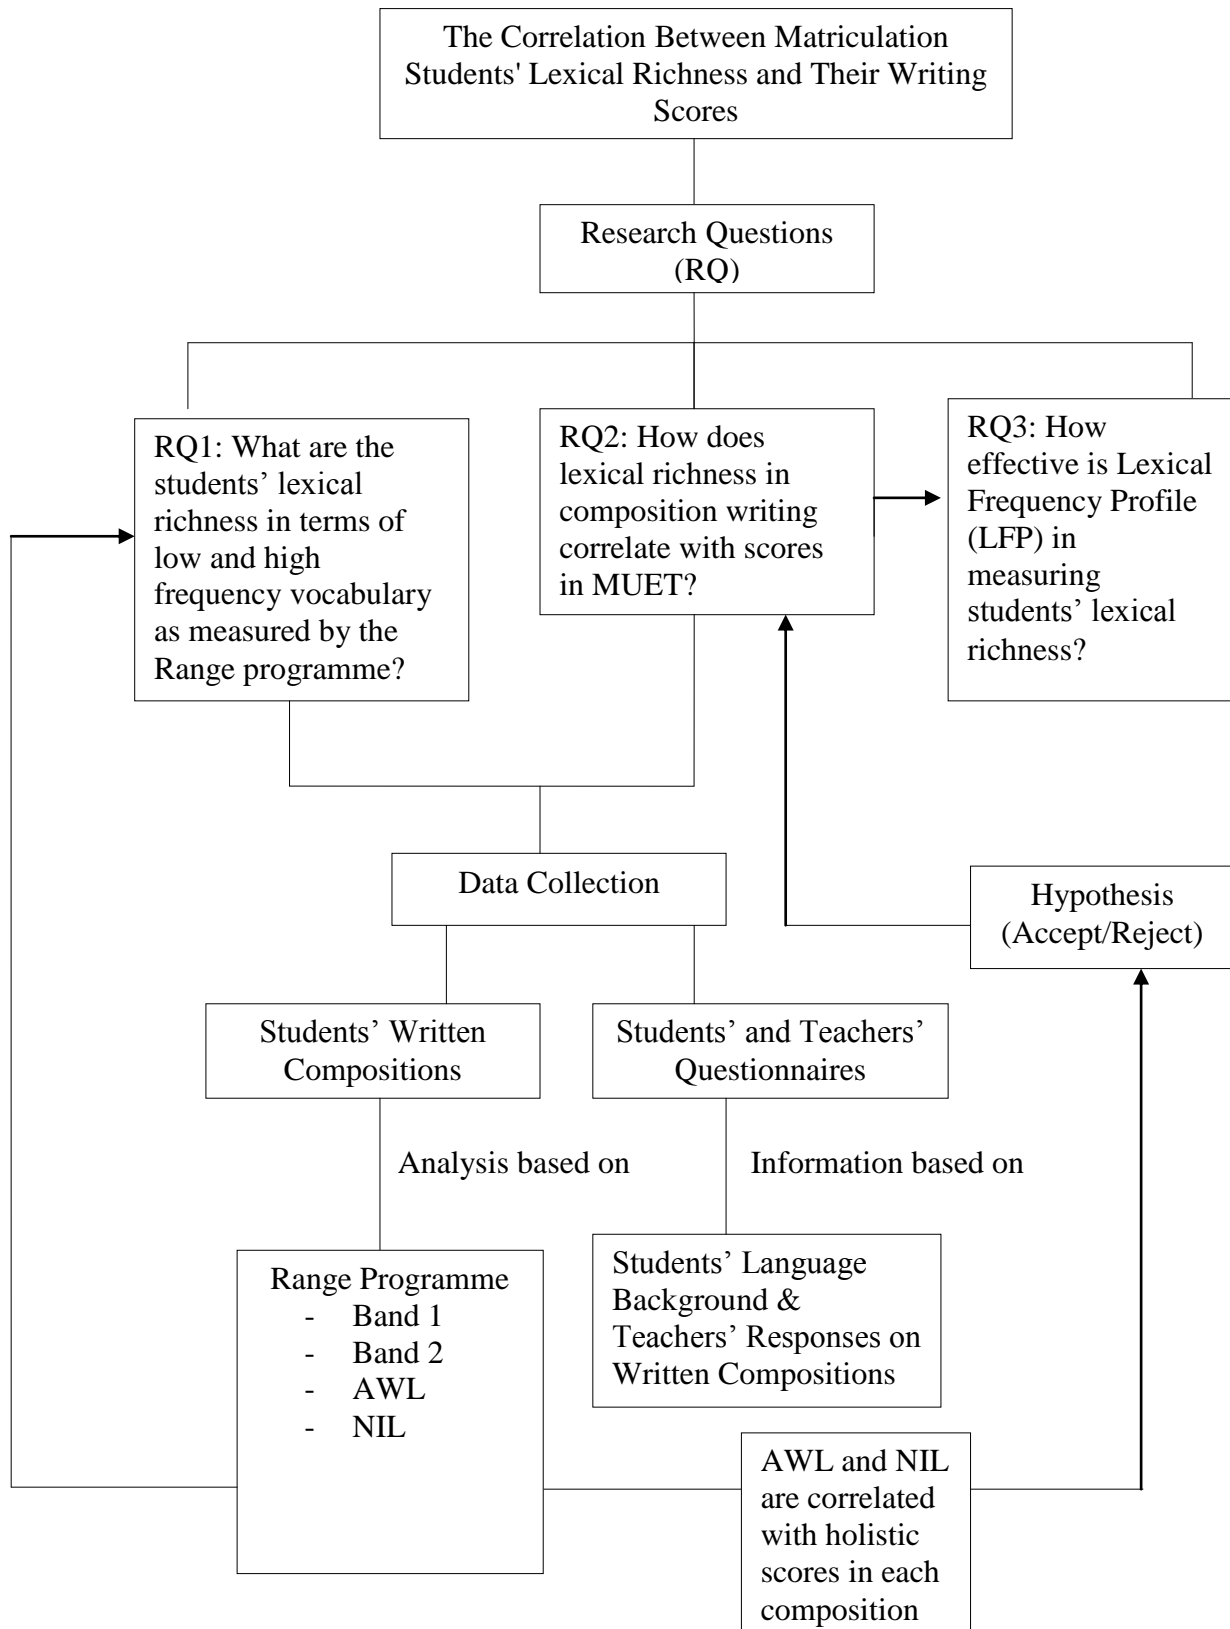 The Correlation Between Matriculation
Students' Lexical Richness and Their Writing
Scores
Research Questions
(RQ)
RQ1: What are the
students’ lexical
richness in terms of
low and high
frequency vocabulary
as measured by the
Range programme?
RQ2: How does
lexical richness in
composition writing
correlate with scores
in MUET?
RQ3: How
effective is Lexical
Frequency Profile
(LFP) in
measuring
students’ lexical
richness?
Data Collection
Hypothesis
(Accept/Reject)
Students’ Written
Compositions
Students’ and Teachers’
Questionnaires
Analysis based on
Information based on
Range Programme
- Band 1
- Band 2
- AWL
- NIL
Students’ Language
Background &
Teachers’ Responses on
Written Compositions
AWL and NIL
are correlated
with holistic
scores in each
composition